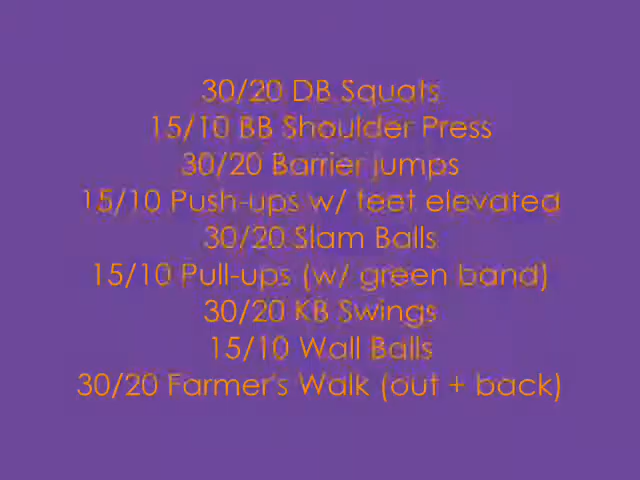 30/20 DB Squats
15/10 BB Shoulder Press
30/20 Barrier jumps
15/10 Push-ups w/ feet elevated
30/20 Slam Balls
15/10 Pull-ups (w/ green band)
30/20 KB Swings
15/10 Wall Balls
30/20 Farmer's Walk (out + back)